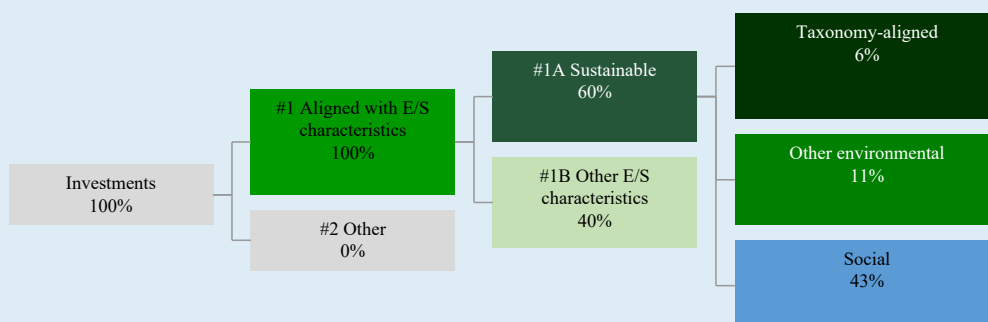 Investments
100%
#1 Aligned with E/S
characteristics
100%
#2 Other
0%
#1A Sustainable
60%
#1B Other E/S
characteristics
40%
Taxonomy-aligned
6%
Other environmental
11%
Social
43%